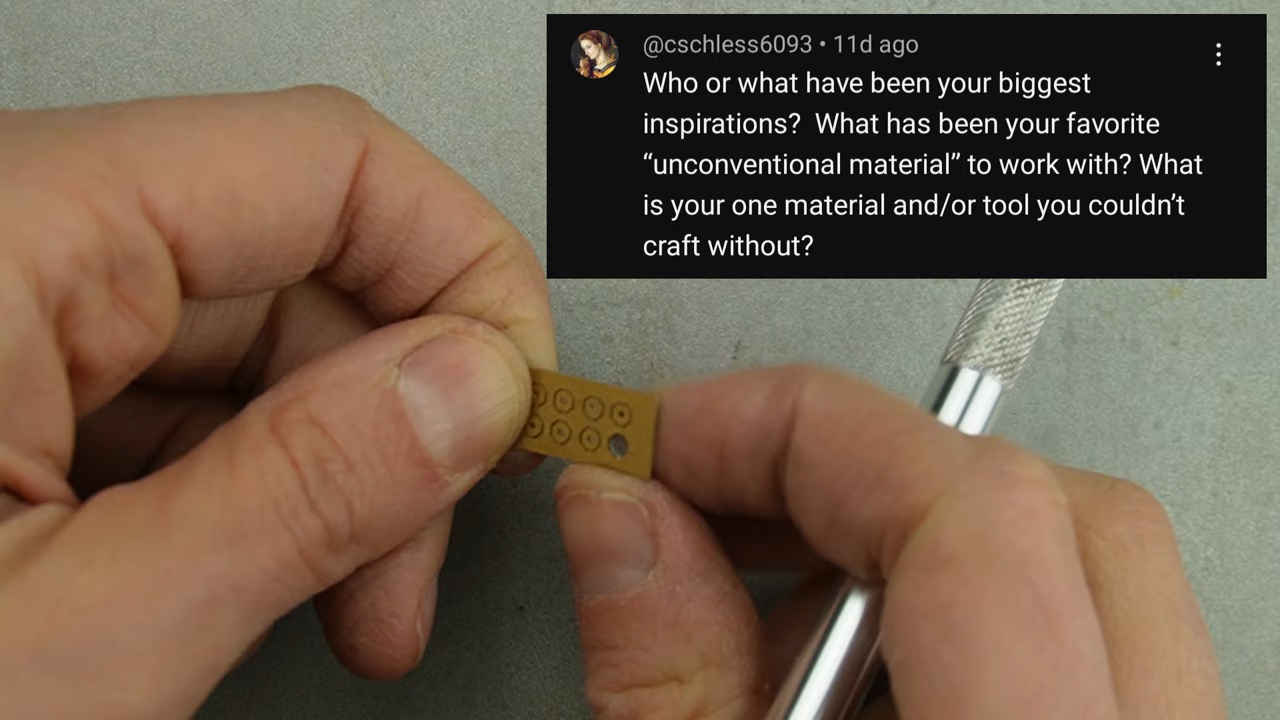 @cschless6093 • 11d ago
Who or what have been your biggest
inspirations?  What has been your favorite
“unconventional material” to work with? What
is your one material and/or tool you couldn’t
craft without?